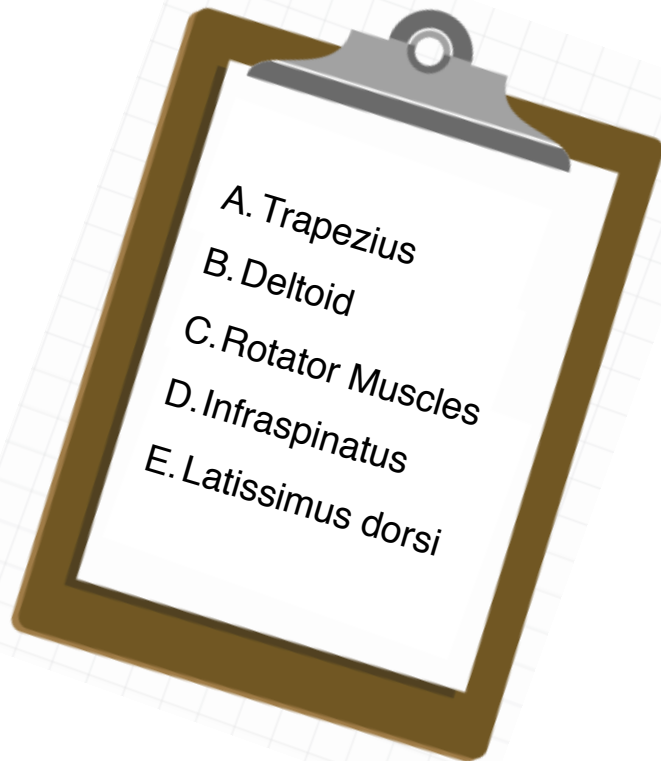 A. Trapezius
B. Deltoid
C. Rotator Muscles
D. Infraspinatus
E. Latissimus dorsi